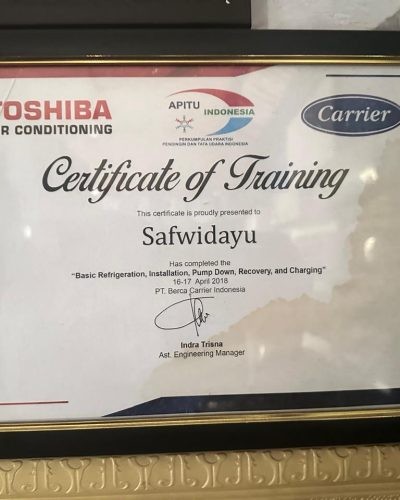 TOSHIBA
R CONDITIONING
APITU
INDONESIA
PERKUMPULAN PRAKTISI
PENDINGIN DAN TATA UDARA INDONESIA
Carrier
Certificate of Training
This certificate is proudly presented to
Safwidayu
Has completed the
"Basic Refrigeration, Installation, Pump Down, Recovery, and Charging"
16-17 April 2018
PT. Berca Carrier Indonesia
Indra Trisna
Ast. Engineering Manager